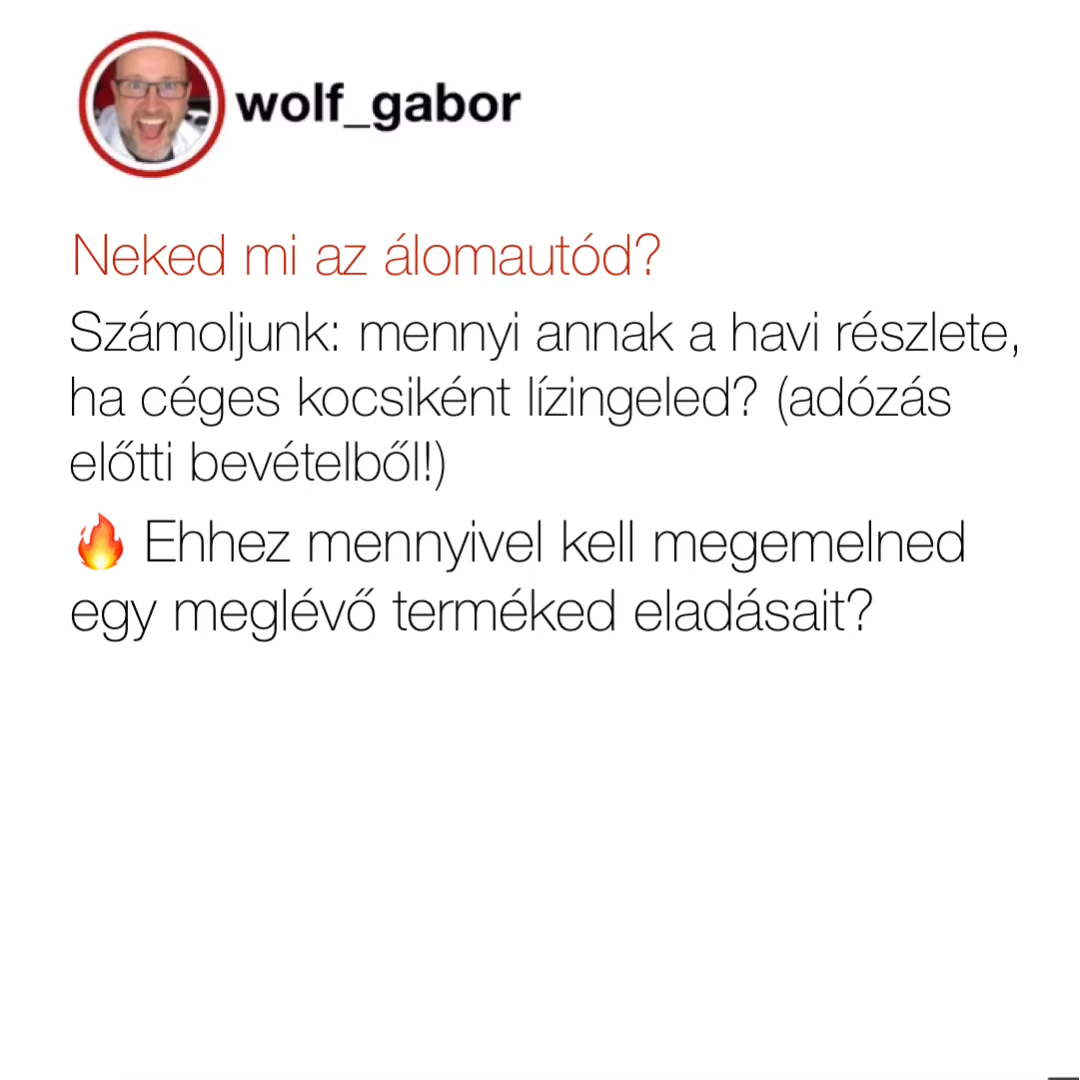 wolf_gabor
Neked mi az álomautód?
Számoljunk: mennyi annak a havi részlete,
ha céges kocsiként lízingeled? (adózás
előtti bevételből!)
🔥 Ehhez mennyivel kell megemelned
egy meglévő terméked eladásait?